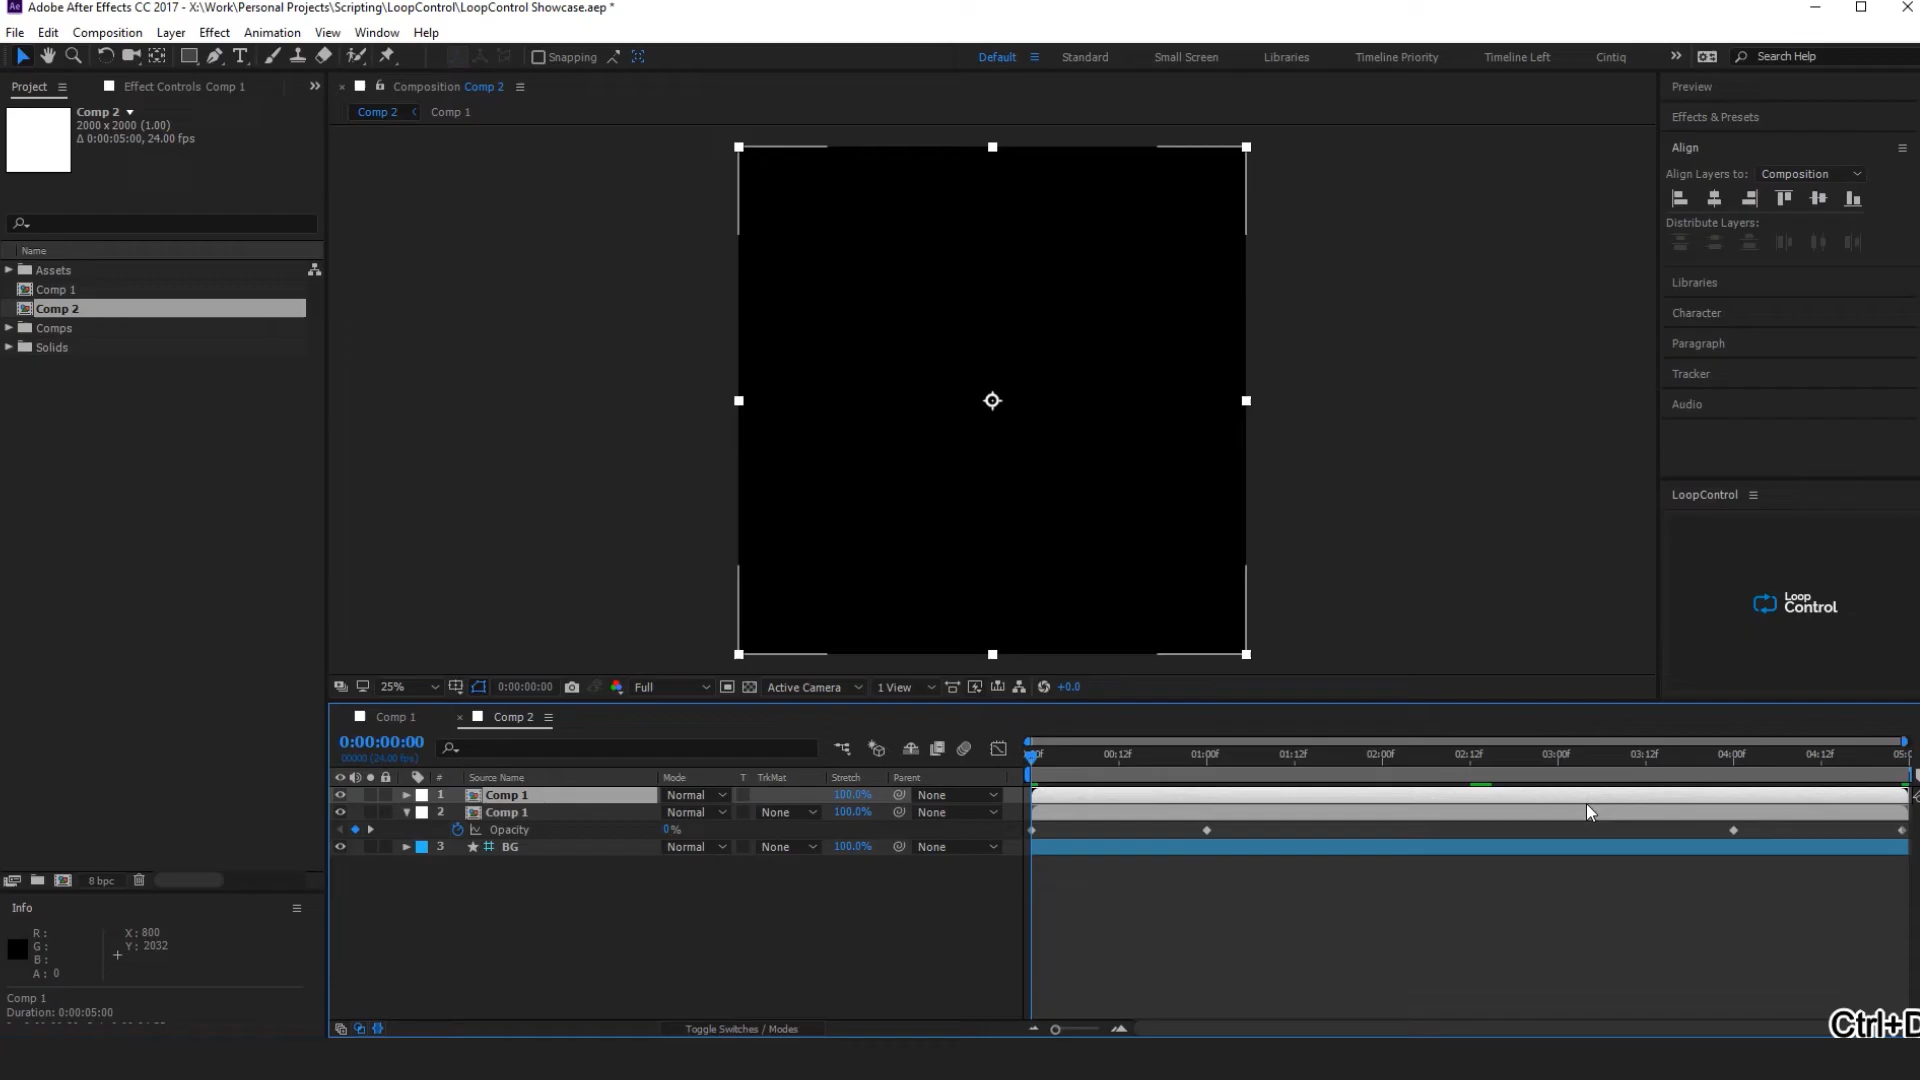 Adobe After Effects CC 2017 - X:\Work\Personal Projects\Scripting\LoopControl\LoopControl Showcase.aep *
File Edit Composition Layer Effect Animation View Window Help
Snapping Default Standard Small Screen Libraries Timeline Priority Timeline Left Cintiq Search Help
Project Effect Controls Comp 1
Composition Comp 2
Preview
Comp 2
2000 x 2000 (1.00)
Δ 0:00:05:00, 24.00 fps
Comp 2 Comp 1
Effects & Presets
Align
Align Layers to: Composition
Distribute Layers:
Name
Assets
Comp 1
Comp 2
Comps
Solids
Libraries
Character
Paragraph
Tracker
Audio
LoopControl
Loop
Control
25% 0:00:00:00 Full Active Camera 1 View +0.0
Comp 1 Comp 2
0:00:00:00
00000 (24.00 fps)
00:12f 01:00f 01:12f 02:00f 02:12f 03:00f 03:12f 04:00f 04:12f
# Source Name Mode T TrkMat Stretch Parent
1 Comp 1 Normal 100.0% None
2 Comp 1 Normal None 100.0% None
Opacity 0%
3 BG Normal None 100.0% None
8 bpc
Info
R:
G:
B:
A: 0
X: 800
Y: 2032
Comp 1
Duration: 0:00:05:00
Toggle Switches / Modes
Ctrl+D